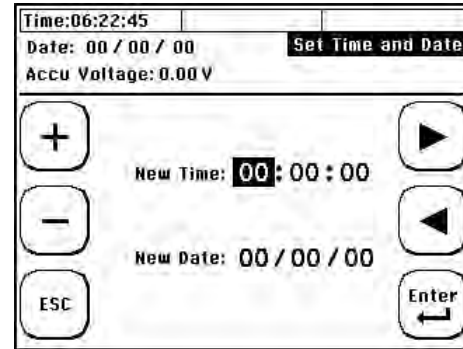 Time:06:22:45
Date: 00 / 00 / 00 Set Time and Date
Accu Voltage: 0.00 V
+
New Time: 00 : 00 : 00
−
New Date: 00 / 00 / 00
ESC
Enter